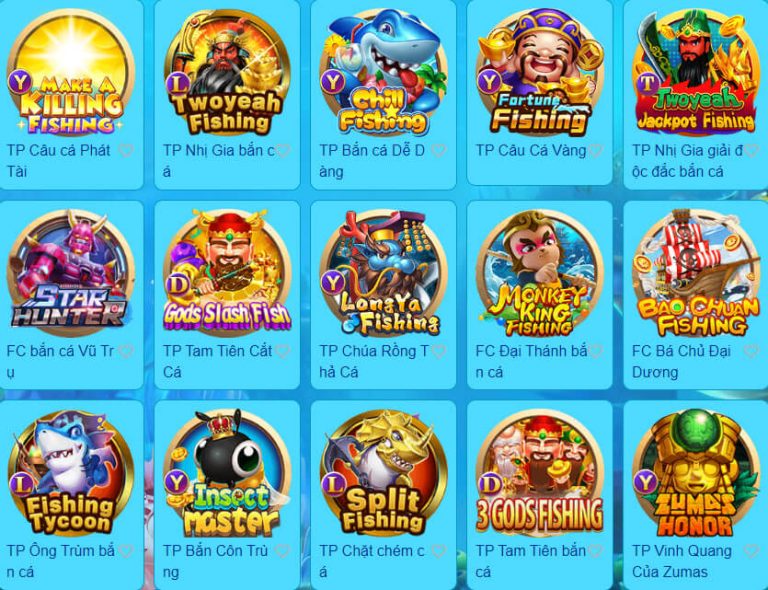 Y
MAKE A
KILLING
FISHING
TP Câu cá Phát
Tài
L
Twoyeah
Fishing
TP Nhị Gia bắn c
á
Y
Chill
Fishing
TP Bắn cá Dễ D
àng
Y
Fortune
Fishing
TP Câu Cá Vàng
T
Twoyeah
Jackpot Fishing
TP Nhị Gia giải đ
ộc đắc bắn cá
STAR
HUNTER
FC bắn cá Vũ Tr
ụ
D
Gods Slash Fish
TP Tam Tiên Cắt
Cá
Y
LongYa
Fishing
TP Chúa Rồng T
hả Cá
MONKEY
KING
FISHING
FC Đại Thánh bắ
n cá
BAO CHUAN
FISHING
FC Bá Chủ Đại
Dương
L
Fishing
Tycoon
TP Ông Trùm bắ
n cá
Y
Insect
master
TP Bắn Côn Trù
ng
L
Split
Fishing
TP Chặt chém c
á
D
3 GODS FISHING
TP Tam Tiên bắn
cá
Y
ZUMA'S
HONOR
TP Vinh Quang
Của Zumas